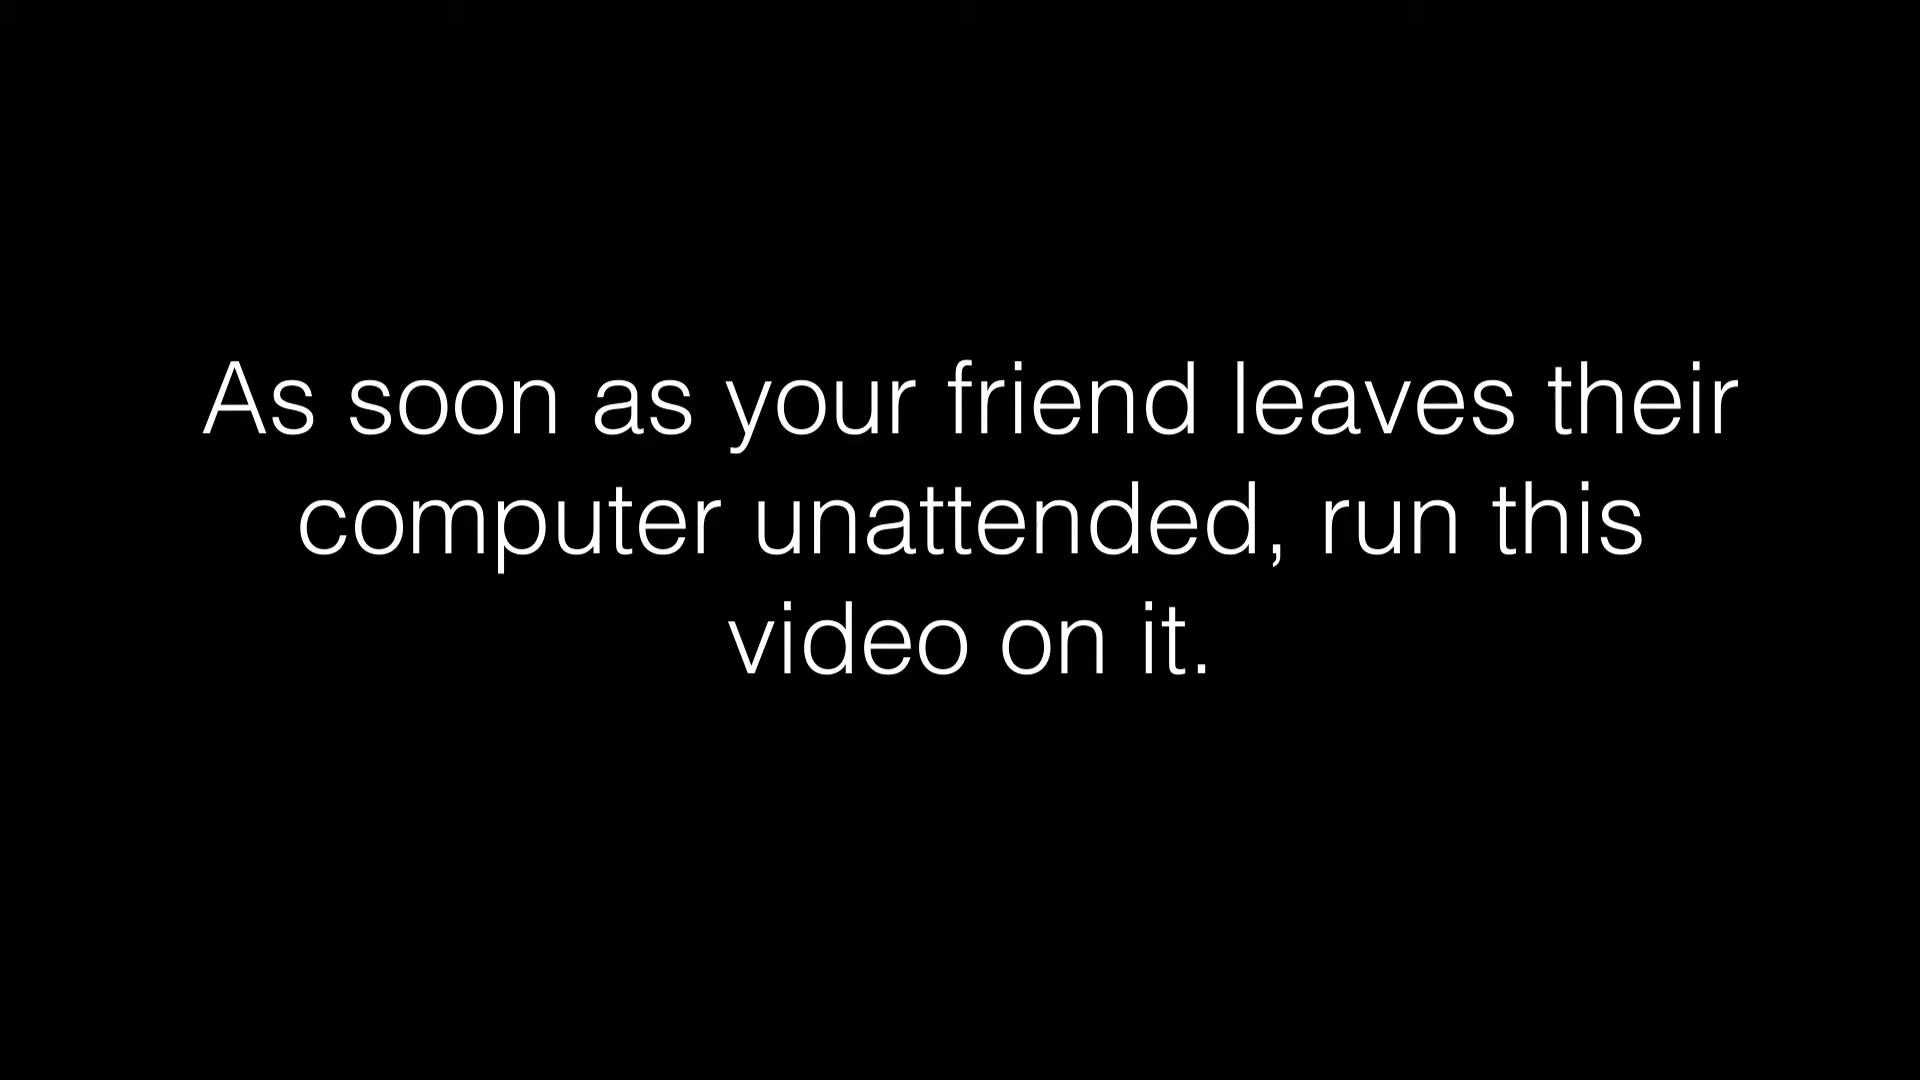 As soon as your friend leaves their
computer unattended, run this
video on it.